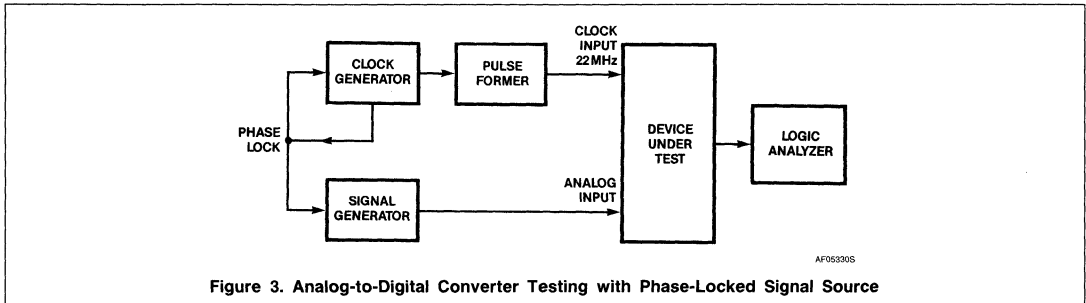 CLOCK
INPUT
22MHz
CLOCK
GENERATOR
PULSE
FORMER
PHASE
LOCK
DEVICE
UNDER
TEST
LOGIC
ANALYZER
SIGNAL
GENERATOR
ANALOG
INPUT
AF05330S
Figure 3. Analog-to-Digital Converter Testing with Phase-Locked Signal Source